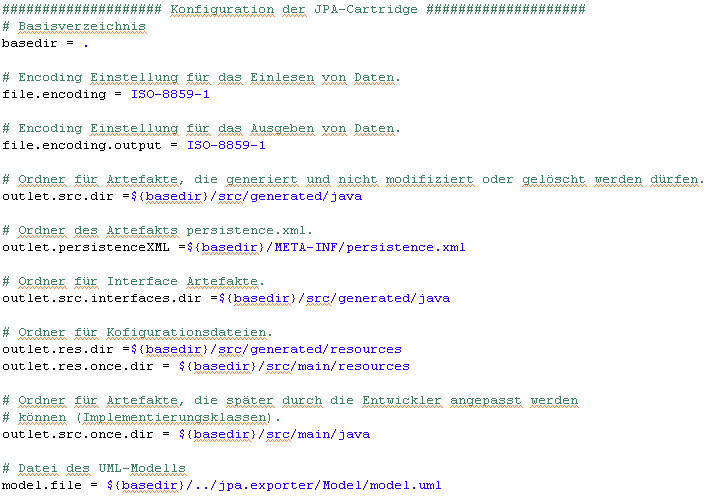 #################### Konfiguration der JPA-Cartridge ####################
# Basisverzeichnis
basedir = .
# Encoding Einstellung für das Einlesen von Daten.
file.encoding = ISO-8859-1
# Encoding Einstellung für das Ausgeben von Daten.
file.encoding.output = ISO-8859-1
# Ordner für Artefakte, die generiert und nicht modifiziert oder gelöscht werden dürfen.
outlet.src.dir =${basedir}/src/generated/java
# Ordner des Artefakts persistence.xml.
outlet.persistenceXML =${basedir}/META-INF/persistence.xml
# Ordner für Interface Artefakte.
outlet.src.interfaces.dir =${basedir}/src/generated/java
# Ordner für Kofigurationsdateien.
outlet.res.dir =${basedir}/src/generated/resources
outlet.res.once.dir = ${basedir}/src/main/resources
# Ordner für Artefakte, die später durch die Entwickler angepasst werden
# können (Implementierungsklassen).
outlet.src.once.dir = ${basedir}/src/main/java
# Datei des UML-Modells
model.file = ${basedir}/../jpa.exporter/Model/model.uml